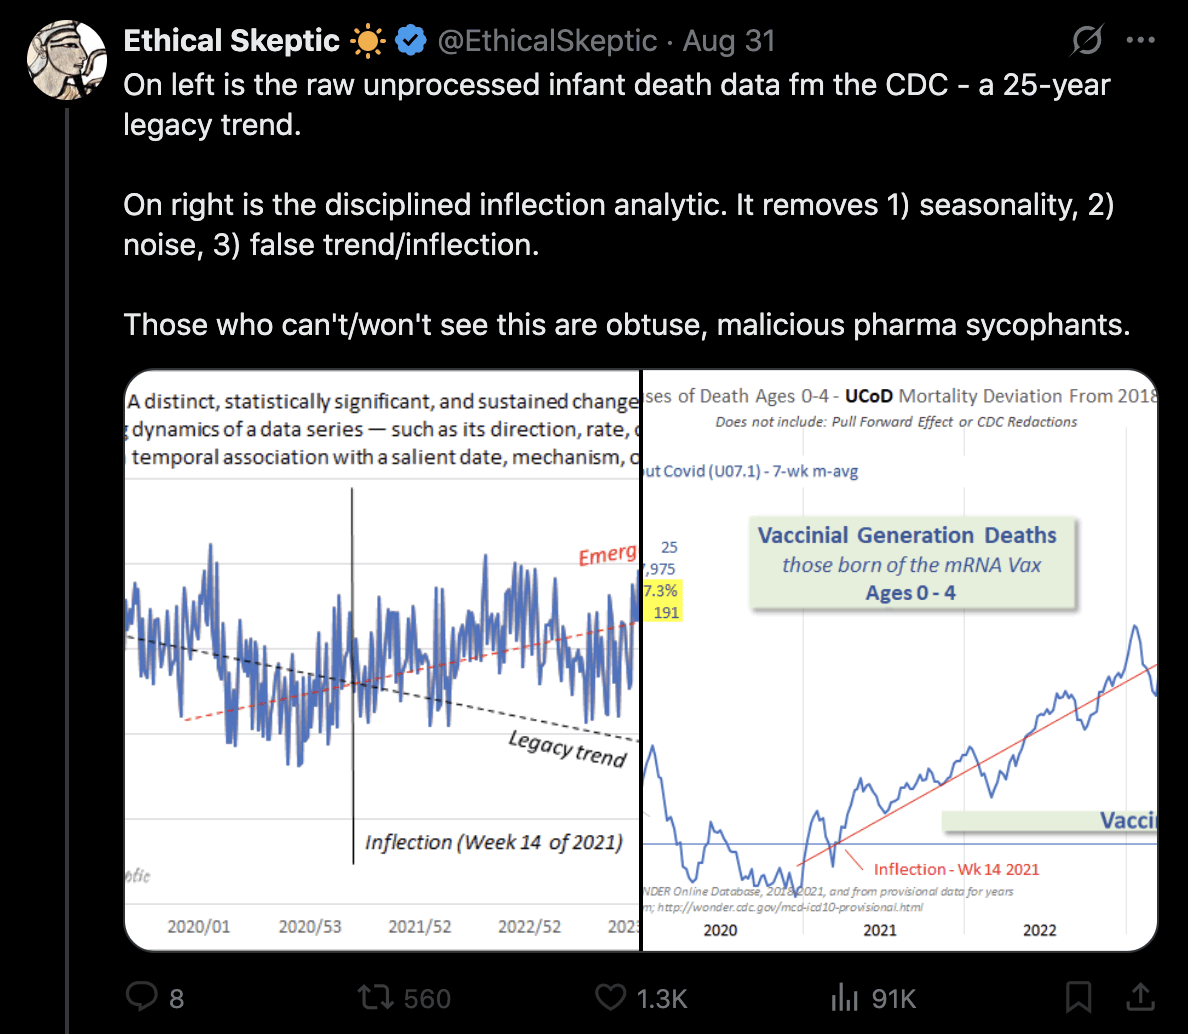 Ethical Skeptic @EthicalSkeptic · Aug 31
On left is the raw unprocessed infant death data fm the CDC - a 25-year
legacy trend.
On right is the disciplined inflection analytic. It removes 1) seasonality, 2)
noise, 3) false trend/inflection.
Those who can't/won't see this are obtuse, malicious pharma sycophants.
A distinct, statistically significant, and sustained change
dynamics of a data series — such as its direction, rate,
temporal association with a salient date, mechanism,
Emerg
Legacy trend
Inflection (Week 14 of 2021)
ptic
2020/01 2020/53 2021/52 2022/52 202
ses of Death Ages 0-4 - UCoD Mortality Deviation From 2018
Does not include: Pull Forward Effect or CDC Redactions
ut Covid (U07.1) - 7-wk m-avg
Vaccinial Generation Deaths
those born of the mRNA Vax
Ages 0 - 4
25
,975
7.3%
191
Vacci
Inflection - Wk 14 2021
NDER Online Database, 2018-2021, and from provisional data for years
m; http://wonder.cdc.gov/mcd-icd10-provisional.html
2020 2021 2022
8 560 1.3K 91K